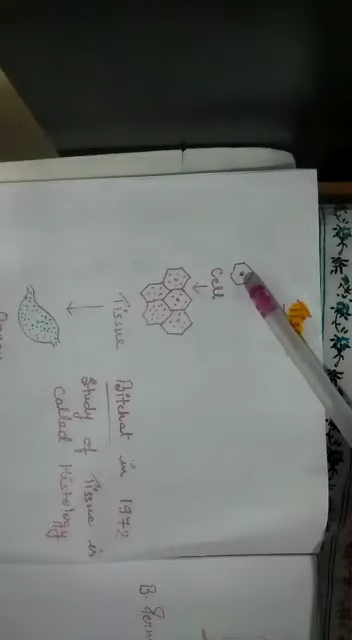 Cell
Tissue
Bitchat in 1972
Study of Tissue is
called Histology
B.